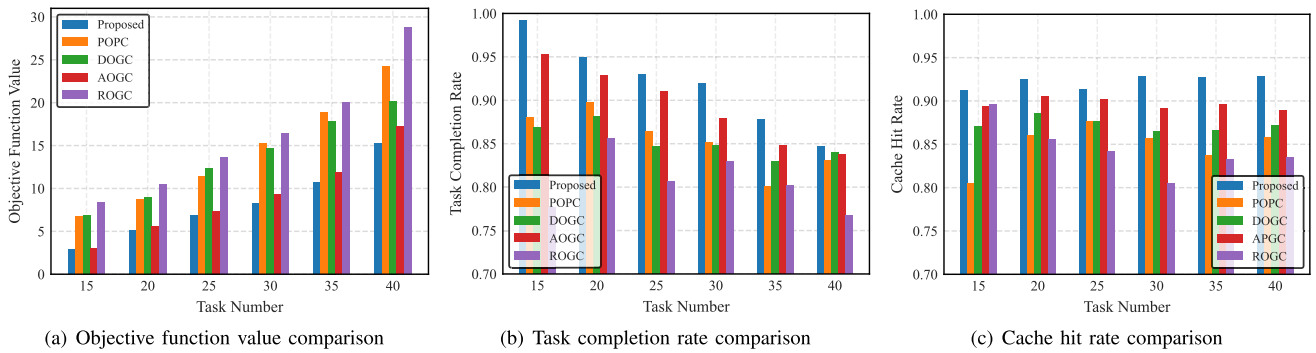 30
25
20
15
10
5
0
Objective Function Value
Proposed
POPC
DOGC
AOGC
ROGC
15 20 25 30 35 40
Task Number
(a) Objective function value comparison
1.00
0.95
0.90
0.85
0.80
0.75
0.70
Task Completion Rate
Proposed
POPC
DOGC
AOGC
ROGC
15 20 25 30 35 40
Task Number
(b) Task completion rate comparison
1.00
0.95
0.90
0.85
0.80
0.75
0.70
Cache Hit Rate
Proposed
POPC
DOGC
APGC
ROGC
15 20 25 30 35 40
Task Number
(c) Cache hit rate comparison